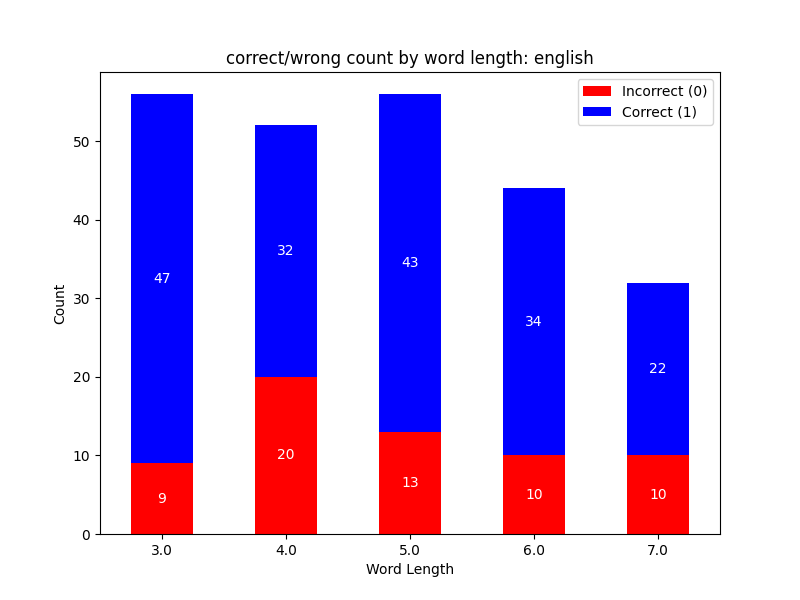 correct/wrong count by word length: english
Incorrect (0)
Correct (1)
50
40
30
20
10
0
Count
47
32
43
34
22
9
20
13
10
10
3.0 4.0 5.0 6.0 7.0
Word Length